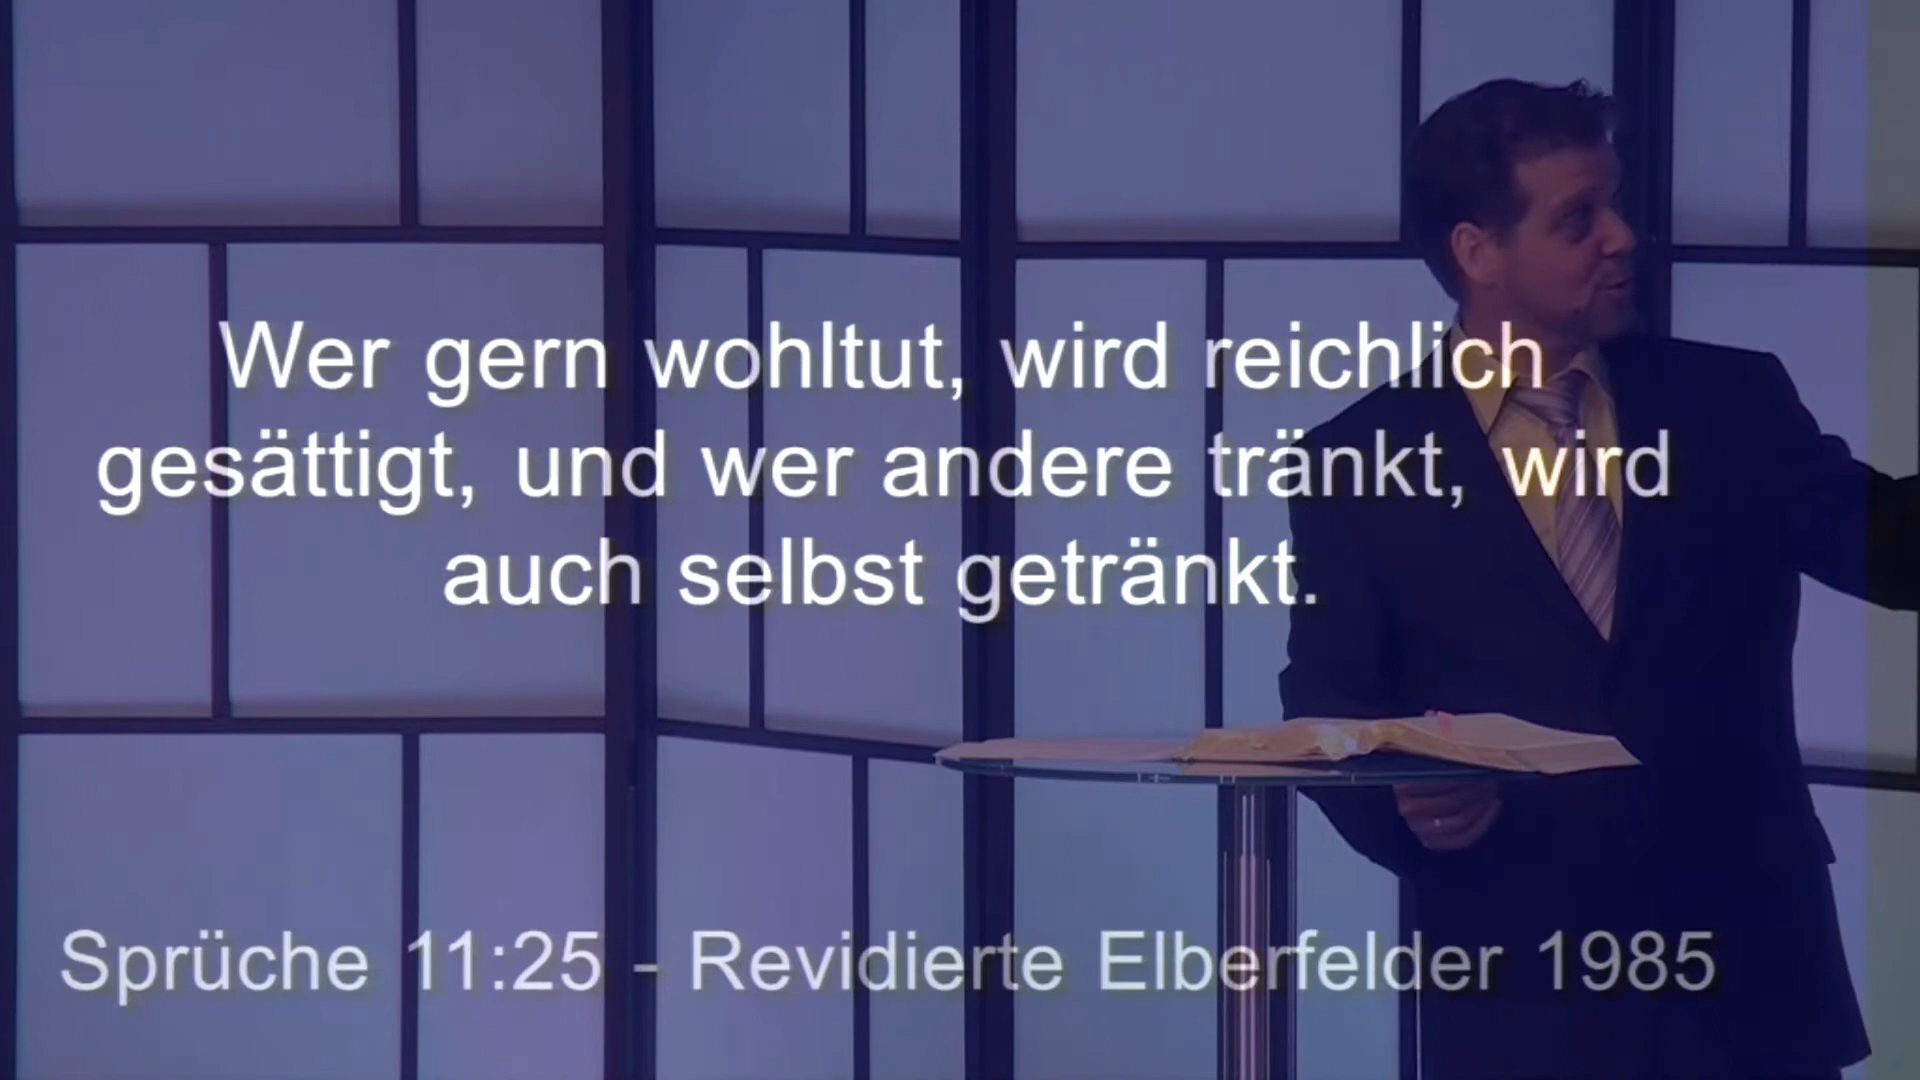 Wer gern wohltut, wird reichlich
gesättigt, und wer andere tränkt, wird
auch selbst getränkt.
Sprüche 11:25 - Revidierte Elberfelder 1985